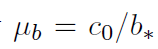 μ_b = c_0/b_*